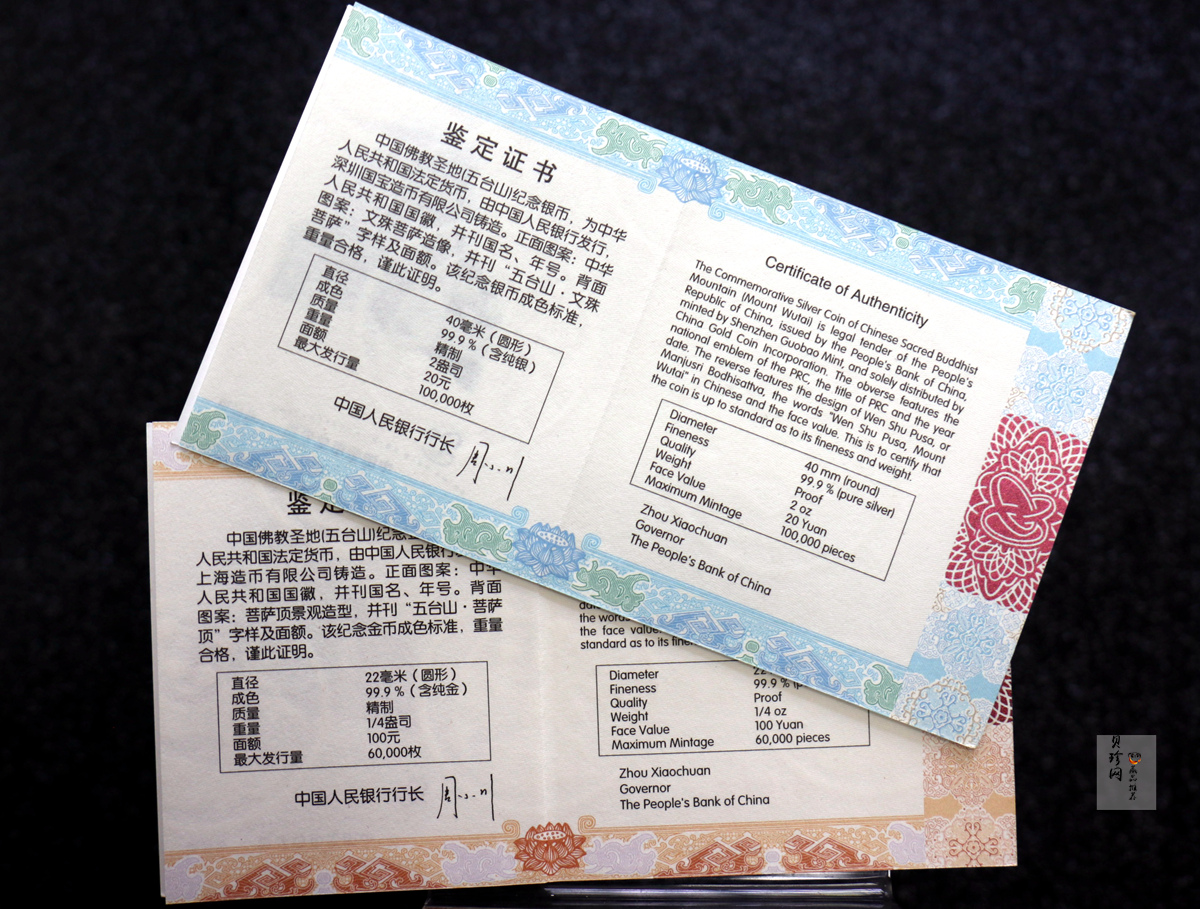 鉴定证书
中国佛教圣地(五台山)纪念银币，为中华
人民共和国法定货币，由中国人民银行发行，
深圳国宝造币有限公司铸造。正面图案：中华
人民共和国国徽，并刊国名、年号。背面
图案：文殊菩萨造像，并刊“五台山·文殊
菩萨”字样及面额。该纪念银币成色标准，
重量合格，谨此证明。
直径 40毫米（圆形）
成色 99.9％（含纯银）
质量 精制
重量 2盎司
面额 20元
最大发行量 100,000枚
中国人民银行行长
Certificate of Authenticity
The Commemorative Silver Coin of Chinese Sacred Buddhist
Mountain (Mount Wutai) is legal tender of the People's
Republic of China, issued by the People's Bank of China,
minted by Shenzhen Guobao Mint, and solely distributed by
China Gold Coin Incorporation. The obverse features the
national emblem of the PRC, the title of PRC and the year
date. The reverse features the design of Wen Shu Pusa, or
Manjusri Bodhisattva, the words "Wen Shu Pusa, Mount
Wutai" in Chinese and the face value. This is to certify that
the coin is up to standard as to its fineness and weight.
Diameter 40 mm (round)
Fineness 99.9 % (pure silver)
Quality Proof
Weight 2 oz
Face Value 20 Yuan
Maximum Mintage 100,000 pieces
Zhou Xiaochuan
Governor
The People's Bank of China
鉴定
中国佛教圣地(五台山)纪念
人民共和国法定货币，由中国人民银行
上海造币有限公司铸造。正面图案：中华
人民共和国国徽，并刊国名、年号。背面
图案：菩萨顶景观造型，并刊“五台山·菩萨
顶”字样及面额。该纪念金币成色标准，重量
合格，谨此证明。
直径 22毫米（圆形）
成色 99.9％（含纯金）
质量 精制
重量 1/4盎司
面额 100元
最大发行量 60,000枚
中国人民银行行长
the words
the face value.
standard as to its
Diameter 22
Fineness 99.9 %
Quality Proof
Weight 1/4 oz
Face Value 100 Yuan
Maximum Mintage 60,000 pieces
Zhou Xiaochuan
Governor
The People's Bank of China
贝珍网